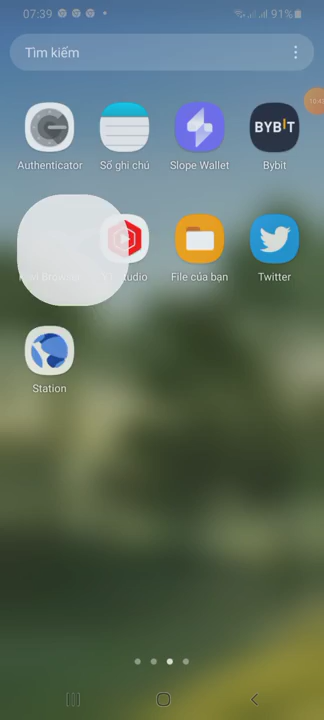 07:39
91%
Tìm kiếm
Authenticator
Sổ ghi chú
Slope Wallet
Bybit
BYBIT
File của bạn
Twitter
Station